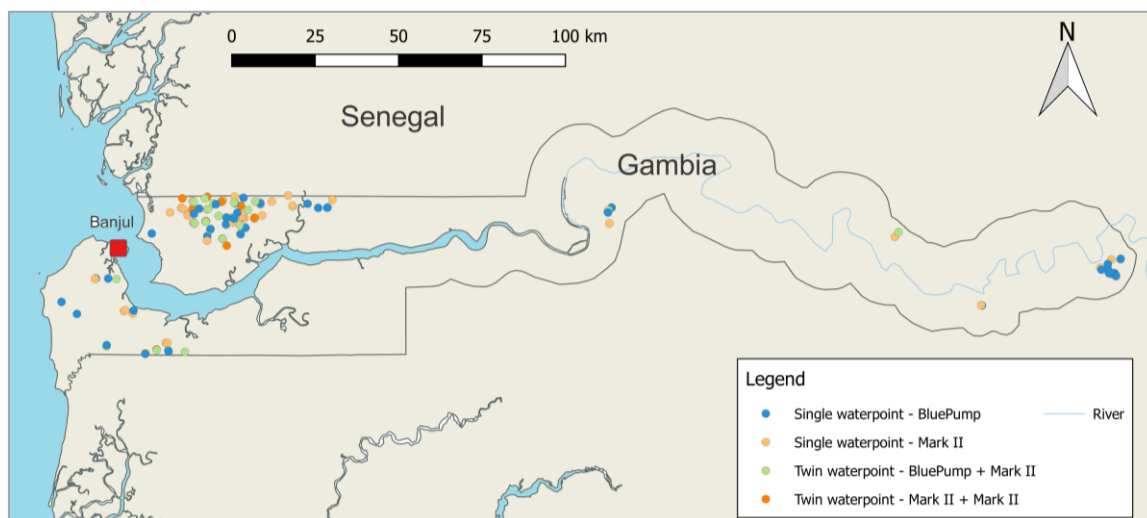 0 25 50 75 100 km
N
Senegal
Gambia
Banjul
Legend
Single waterpoint - BluePump
River
Single waterpoint - Mark II
Twin waterpoint - BluePump + Mark II
Twin waterpoint - Mark II + Mark II